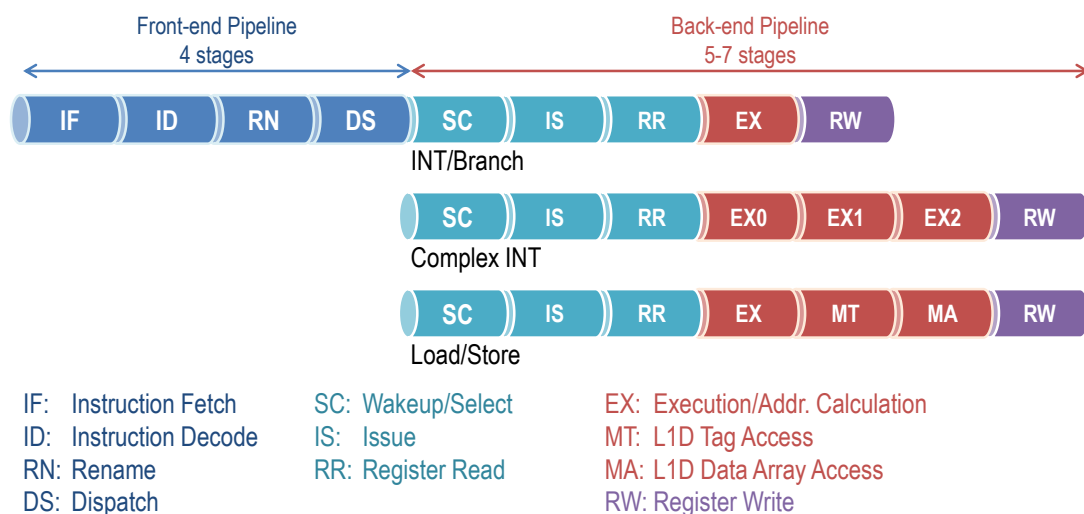 Front-end Pipeline
4 stages
Back-end Pipeline
5-7 stages
IF ID RN DS SC IS RR EX RW
INT/Branch
SC IS RR EX0 EX1 EX2 RW
Complex INT
SC IS RR EX MT MA RW
Load/Store
IF: Instruction Fetch
ID: Instruction Decode
RN: Rename
DS: Dispatch
SC: Wakeup/Select
IS: Issue
RR: Register Read
EX: Execution/Addr. Calculation
MT: L1D Tag Access
MA: L1D Data Array Access
RW: Register Write